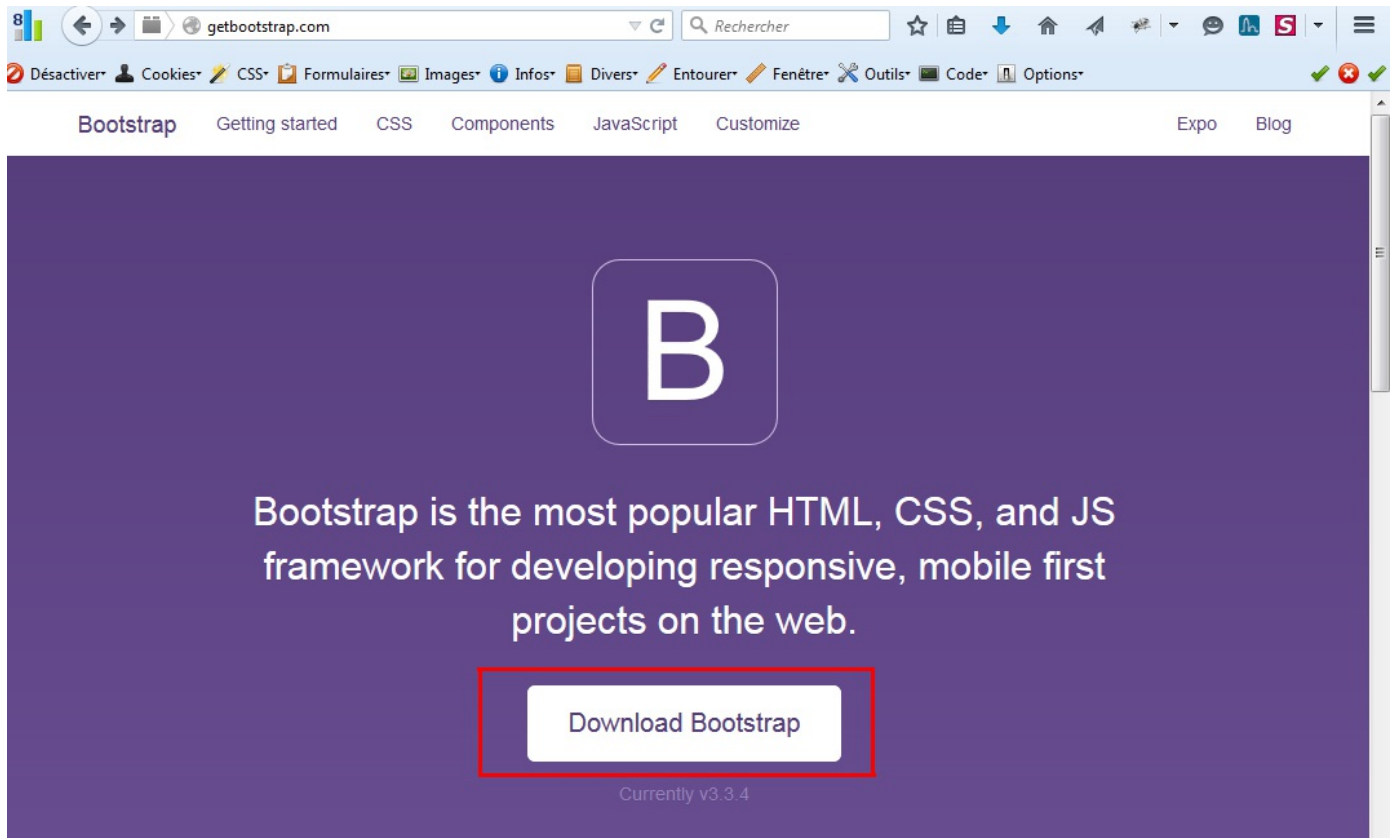 8
getbootstrap.com Rechercher S
Désactiver Cookies CSS Formulaires Images Infos Divers Entourer Fenêtre Outils Code Options
Bootstrap Getting started CSS Components JavaScript Customize Expo Blog
B
Bootstrap is the most popular HTML, CSS, and JS
framework for developing responsive, mobile first
projects on the web.
Download Bootstrap
Currently v3.3.4